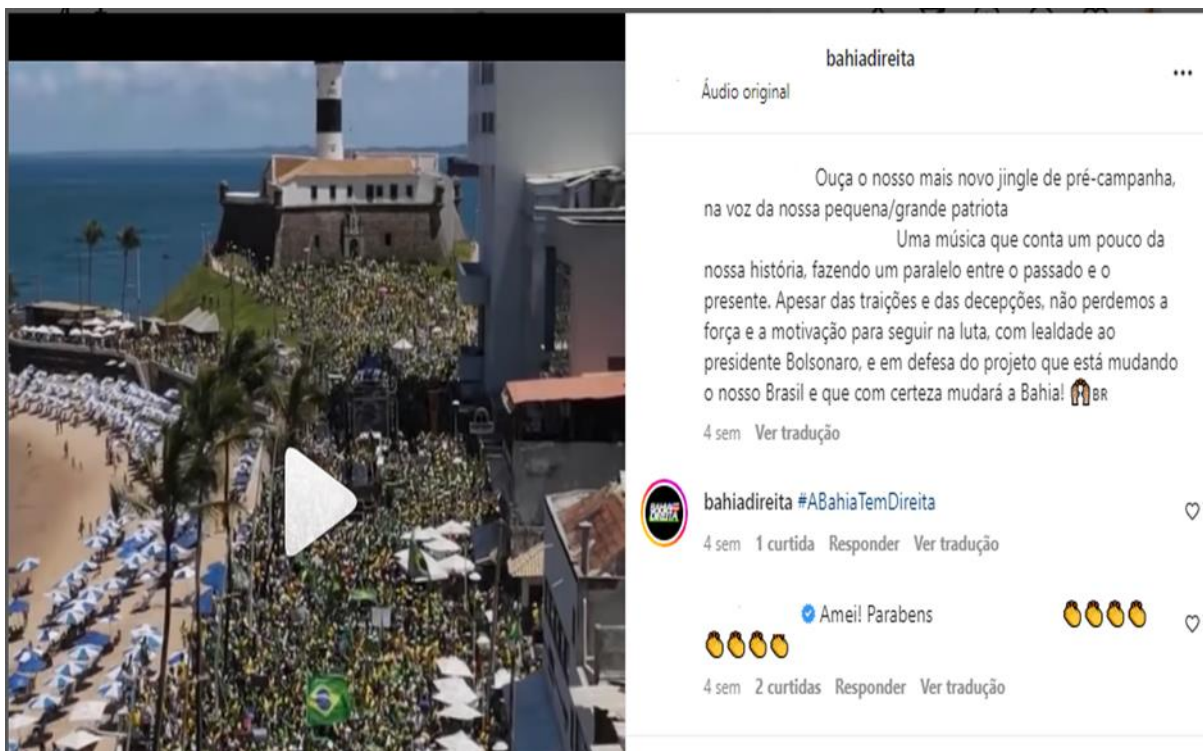 bahiadireita
Áudio original
Ouça o nosso mais novo jingle de pré-campanha,
na voz da nossa pequena/grande patriota
Uma música que conta um pouco da
nossa história, fazendo um paralelo entre o passado e o
presente. Apesar das traições e das decepções, não perdemos a
força e a motivação para seguir na luta, com lealdade ao
presidente Bolsonaro, e em defesa do projeto que está mudando
o nosso Brasil e que com certeza mudará a Bahia! 🙌 BR
4 sem Ver tradução
bahiadireita #ABahiaTemDireita
4 sem 1 curtida Responder Ver tradução
Amei! Parabens 👏👏👏👏
👏👏👏👏
4 sem 2 curtidas Responder Ver tradução